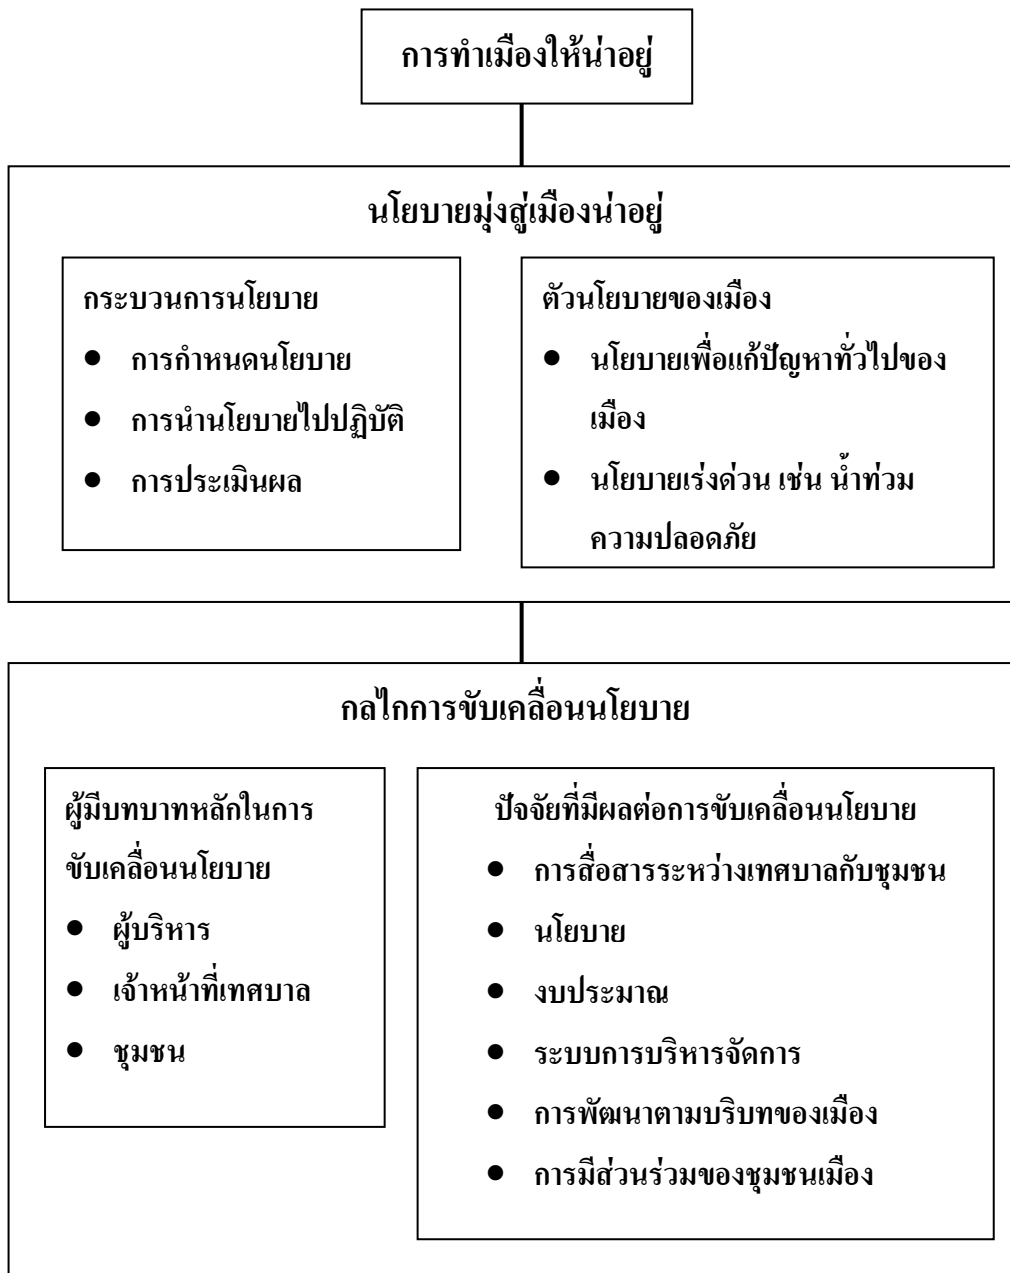 การทำเมืองให้น่าอยู่
นโยบายมุ่งสู่เมืองน่าอยู่
กระบวนการนโยบาย
● การกำหนดนโยบาย
● การนำนโยบายไปปฏิบัติ
● การประเมินผล
ตัวนโยบายของเมือง
● นโยบายเพื่อแก้ปัญหาทั่วไปของ
เมือง
● นโยบายเร่งด่วน เช่น น้ำท่วม
ความปลอดภัย
กลไกการขับเคลื่อนนโยบาย
ผู้มีบทบาทหลักในการ
ขับเคลื่อนนโยบาย
● ผู้บริหาร
● เจ้าหน้าที่เทศบาล
● ชุมชน
ปัจจัยที่มีผลต่อการขับเคลื่อนนโยบาย
● การสื่อสารระหว่างเทศบาลกับชุมชน
● นโยบาย
● งบประมาณ
● ระบบการบริหารจัดการ
● การพัฒนาตามบริบทของเมือง
● การมีส่วนร่วมของชุมชนเมือง